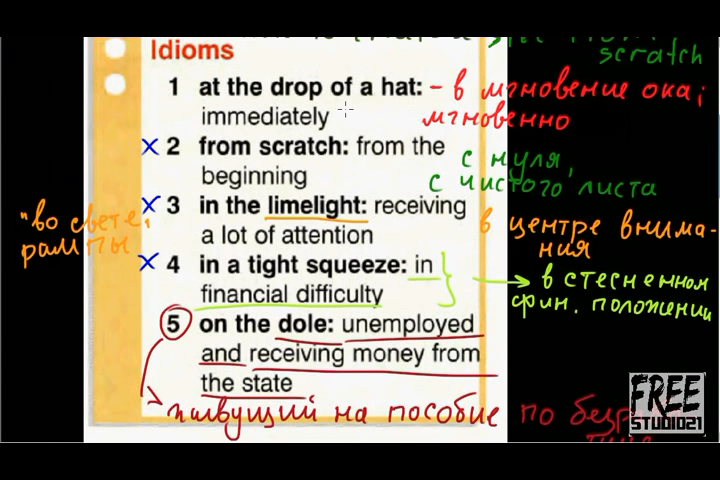 scratch
Idioms
1 at the drop of a hat: - в мгновение ока;
immediately мгновенно
x 2 from scratch: from the с нуля,
beginning с чистого листа
"во свете, x 3 in the limelight: receiving в центре внима-
рампы a lot of attention ния
x 4 in a tight squeeze: in в стесненном
financial difficulty фин. положении
5 on the dole: unemployed
and receiving money from
the state
живущий на пособие по
FREE
STUDIO21